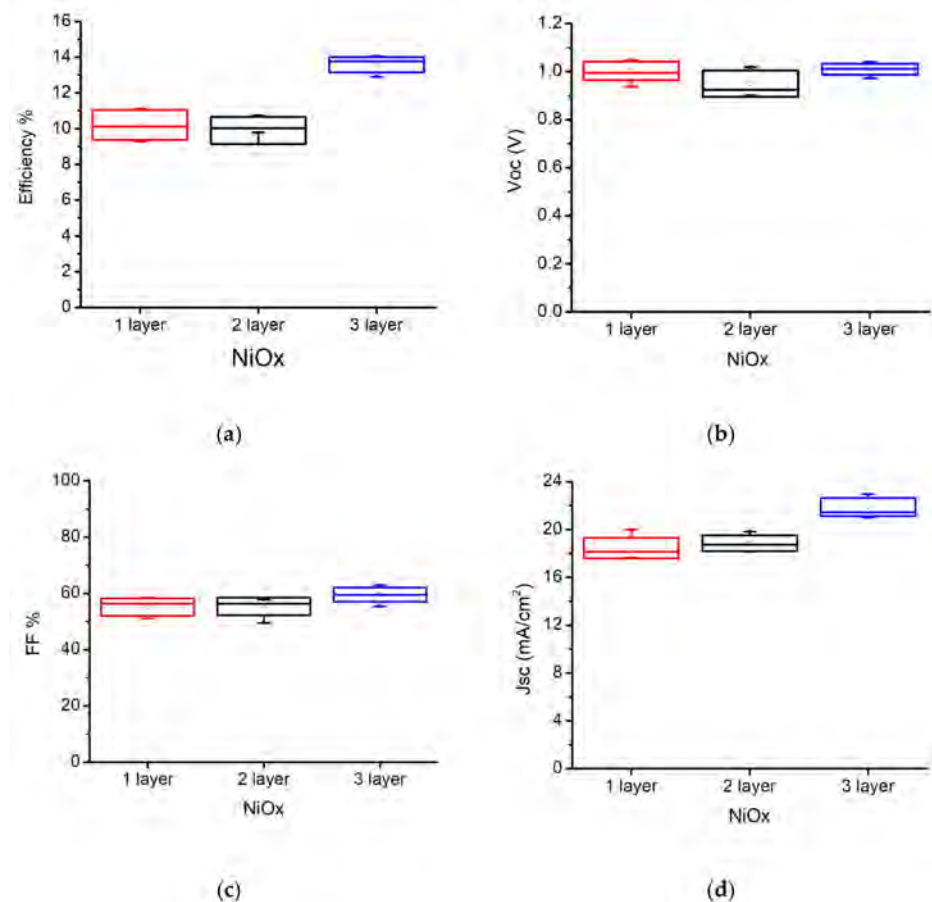 Efficiency %
16
14
12
10
8
6
4
2
0
1 layer 2 layer 3 layer
NiOx
(a)
Voc (V)
1.2
1.0
0.8
0.6
0.4
0.2
0.0
1 layer 2 layer 3 layer
NiOx
(b)
FF %
100
80
60
40
20
0
1 layer 2 layer 3 layer
NiOx
(c)
Jsc (mA/cm²)
24
20
16
12
8
4
0
1 layer 2 layer 3 layer
NiOx
(d)